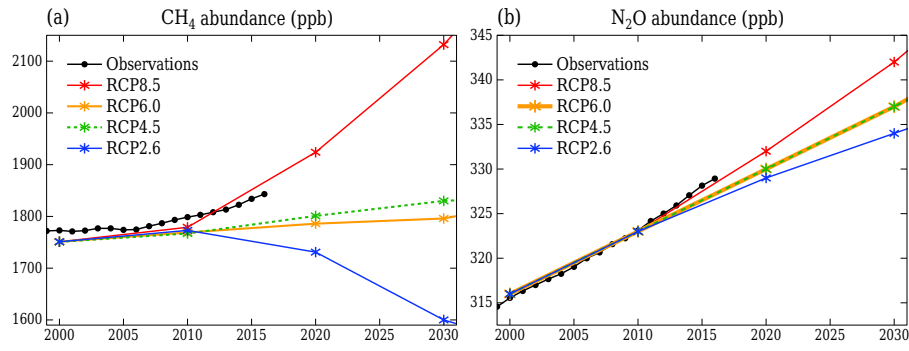 (a) CH₄ abundance (ppb)
2100
2000
1900
1800
1700
1600
Observations
RCP8.5
RCP6.0
RCP4.5
RCP2.6
2000 2005 2010 2015 2020 2025 2030
(b) N₂O abundance (ppb)
345
340
335
330
325
320
315
Observations
RCP8.5
RCP6.0
RCP4.5
RCP2.6
2000 2005 2010 2015 2020 2025 2030